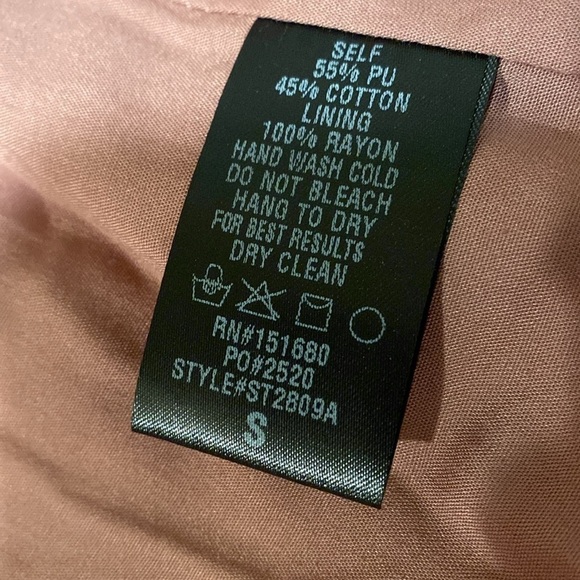 SELF
55% PU
45% COTTON
LINING
100% RAYON
HAND WASH COLD
DO NOT BLEACH
HANG TO DRY
FOR BEST RESULTS
DRY CLEAN
RN#151680
PO#2520
STYLE#ST2809A
S